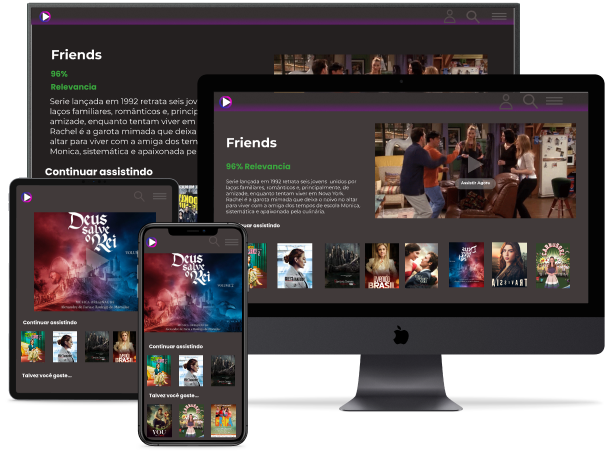 Friends
96%
Relevancia
Serie lançada em 1992 retrata seis jov
laços familiares, românticos e, princip
amizade, enquanto tentam viver em
Rachel é a garota mimada que deixa
altar para viver com a amiga dos tem
Monica, sistemática e apaixonada pe
Continuar assistindo
Friends
96% Relevancia
Serie lançada em 1992 retrata seis jovens unidos por
laços familiares, românticos e, principalmente, de
amizade, enquanto tentam viver em Nova York.
Rachel é a garota mimada que deixa o noivo no altar
para viver com a amiga dos tempos de escola Monica,
sistemática e apaixonada pela culinária.
Assistir Agora
Continuar assistindo
AVENIDA
BRASIL
Deus
salve
o Rei
Continuar assistindo
Talvez você goste...
Deus
salve
o Rei
Continuar assistindo
Talvez você goste...
YOU